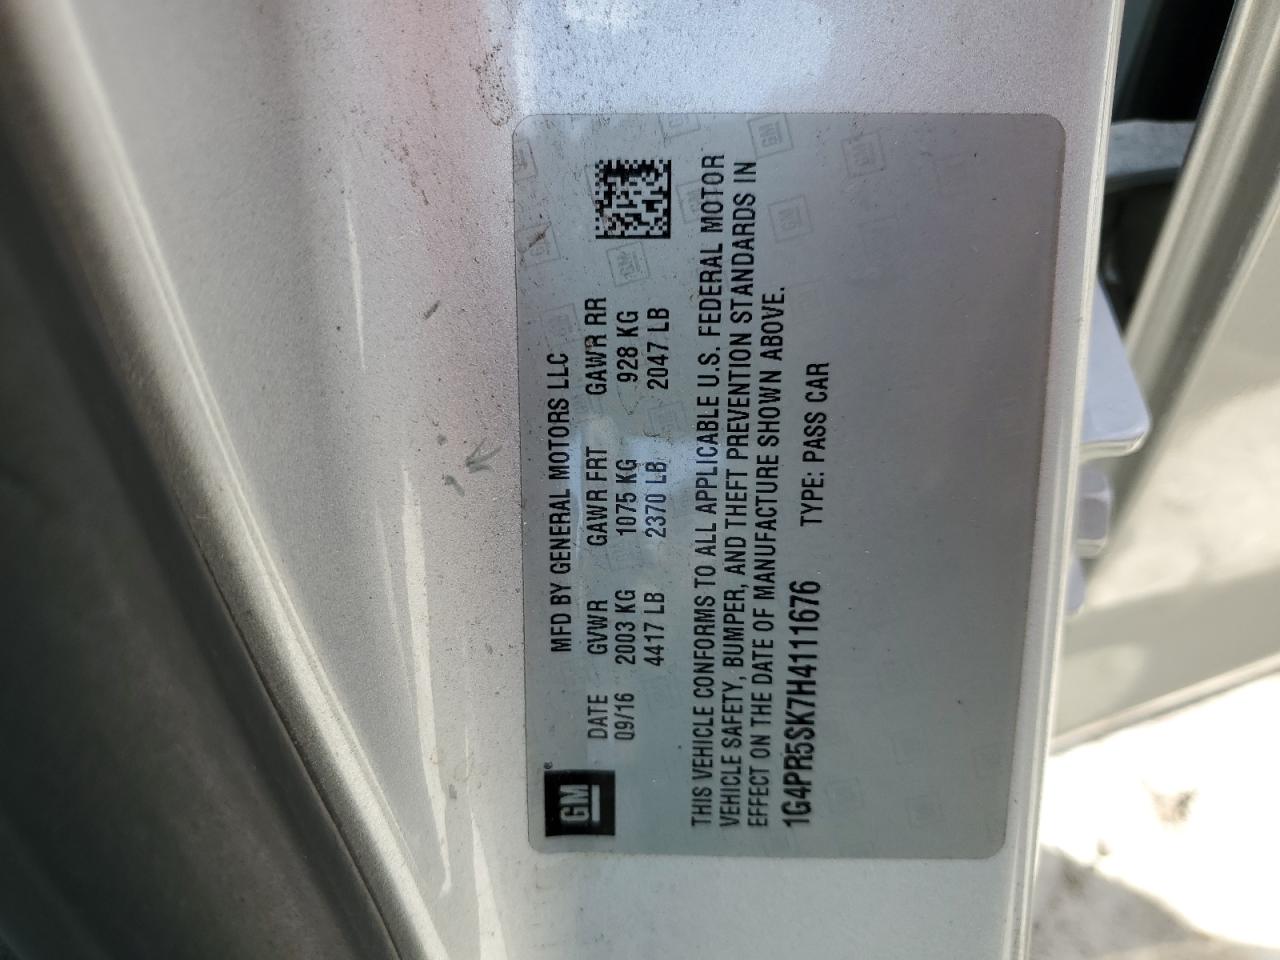 GM®
MFD BY GENERAL MOTORS LLC
DATE GVWR GAWR FRT GAWR RR
09/16 2003 KG 1075 KG 928 KG
4417 LB 2370 LB 2047 LB
THIS VEHICLE CONFORMS TO ALL APPLICABLE U.S. FEDERAL MOTOR
VEHICLE SAFETY, BUMPER, AND THEFT PREVENTION STANDARDS IN
EFFECT ON THE DATE OF MANUFACTURE SHOWN ABOVE.
1G4PR5SK7H4111676 TYPE: PASS CAR